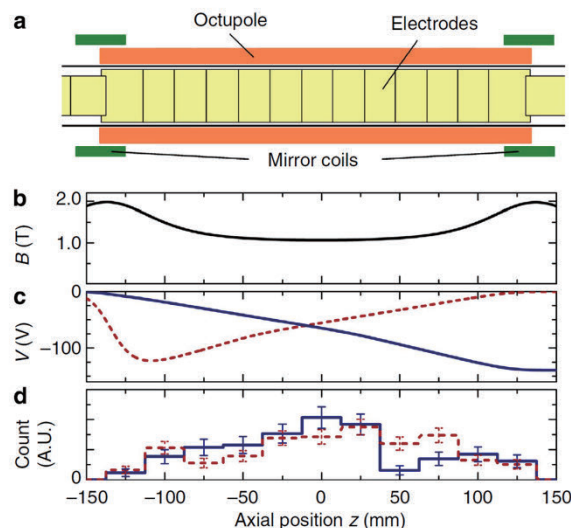 a
Octupole
Electrodes
Mirror coils
b
2.0
1.0
B (T)
c
0
−100
V (V)
d
Count
(A.U.)
0
−150 −100 −50 0 50 100 150
Axial position z (mm)